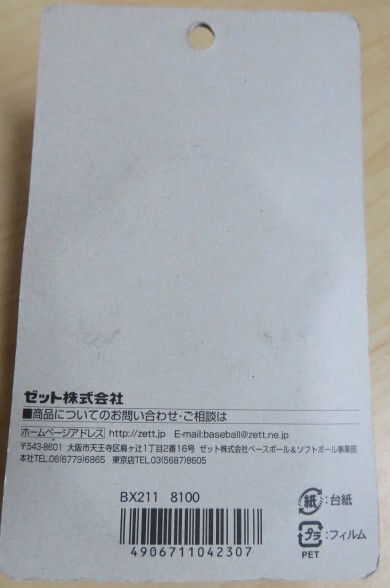 ゼット株式会社
■商品についてのお問い合わせ・ご相談は
ホームページアドレス http://zett.jp E-mail:baseball@zett.ne.jp
〒543-8601 大阪市天王寺区烏ヶ辻1丁目2番16号 ゼット株式会社ベースボール&ソフトボール事業部
本社TEL.06(6779)6865 東京店TEL.03(5687)8605
BX211 8100
4906711042307
紙:台紙
プラ:フィルム
PET